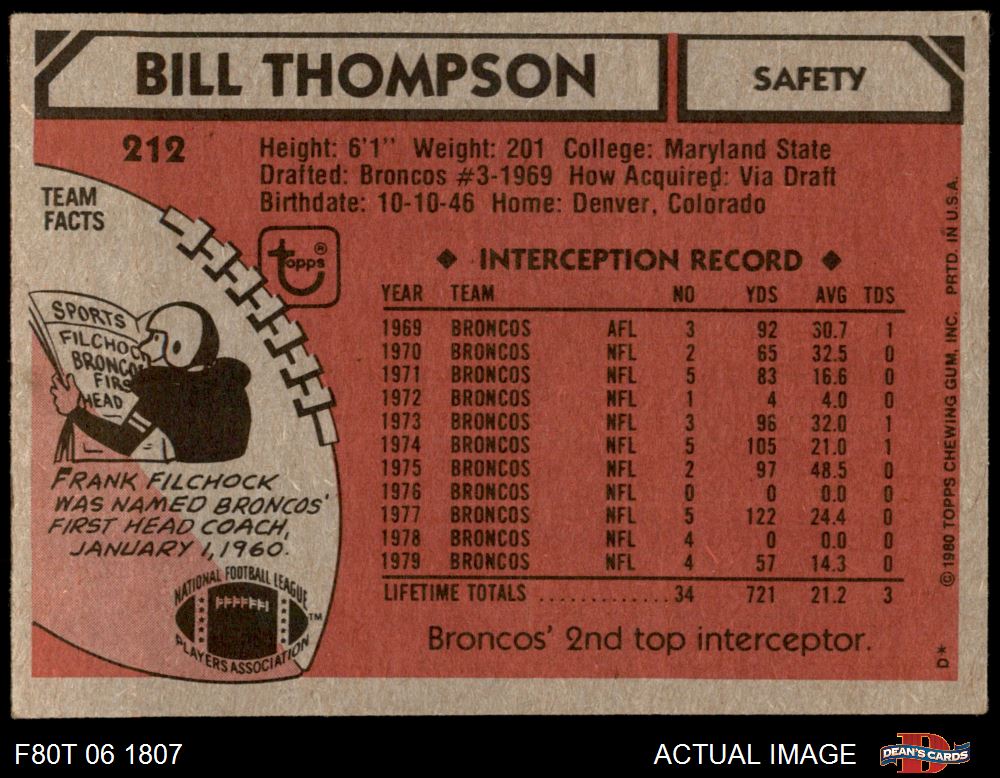 BILL THOMPSON
SAFETY
212
Height: 6'1" Weight: 201 College: Maryland State
Drafted: Broncos #3-1969 How Acquired: Via Draft
Birthdate: 10-10-46 Home: Denver, Colorado
TEAM
FACTS
topps®
SPORTS
FILCHOC
BRONCO
FIRS
HEAD
FRANK FILCHOCK
WAS NAMED BRONCOS'
FIRST HEAD COACH,
JANUARY 1, 1960.
NATIONAL FOOTBALL LEAGUE
PLAYERS ASSOCIATION
TM
◆ INTERCEPTION RECORD ◆
YEAR TEAM NO YDS AVG TDS
1969 BRONCOS AFL 3 92 30.7 1
1970 BRONCOS NFL 2 65 32.5 0
1971 BRONCOS NFL 5 83 16.6 0
1972 BRONCOS NFL 1 4 4.0 0
1973 BRONCOS NFL 3 96 32.0 1
1974 BRONCOS NFL 5 105 21.0 1
1975 BRONCOS NFL 2 97 48.5 0
1976 BRONCOS NFL 0 0 0.0 0
1977 BRONCOS NFL 5 122 24.4 0
1978 BRONCOS NFL 4 0 0.0 0
1979 BRONCOS NFL 4 57 14.3 0
LIFETIME TOTALS ............. 34 721 21.2 3
Broncos' 2nd top interceptor.
© 1980 TOPPS CHEWING GUM, INC. PRTD. IN U.S.A.
D*
F80T 06 1807
ACTUAL IMAGE
DEAN'S CARDS